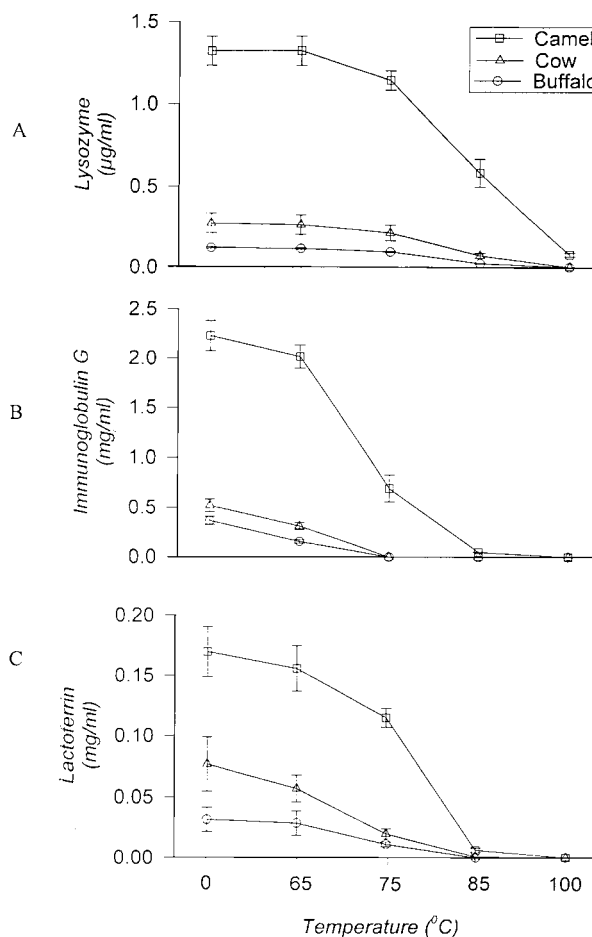 A
Lysozyme
(µg/ml)
1.5
1.0
0.5
0.0
Camel
Cow
Buffalo
B
Immunoglobulin G
(mg/ml)
2.5
2.0
1.5
1.0
0.5
0.0
C
Lactoferrin
(mg/ml)
0.20
0.15
0.10
0.05
0.00
0 65 75 85 100
Temperature (⁰C)